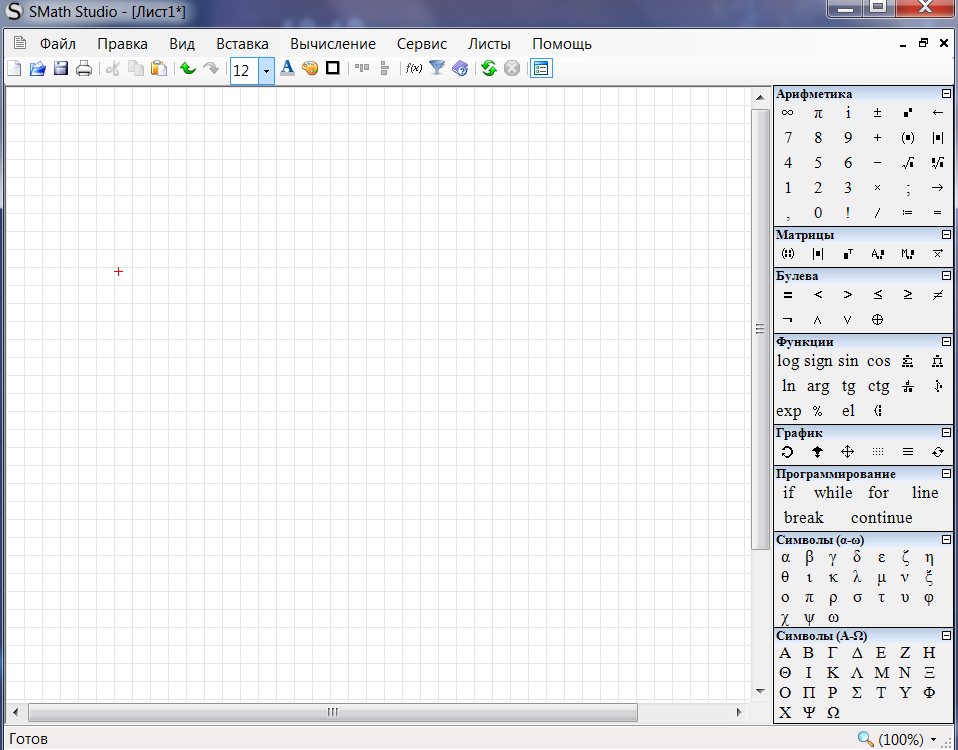 SMath Studio - [Лист1*]
Файл Правка Вид Вставка Вычисление Сервис Листы Помощь
12 A f(x)
Арифметика
∞ π i ± ←
7 8 9 + (▪) |▪|
4 5 6 − √▪ ▪√▪
1 2 3 × ; →
, 0 ! / := =
Матрицы
Булева
= < > ≤ ≥ ≠
¬ ∧ ∨ ⊕
Функции
log sign sin cos
ln arg tg ctg
exp % el
График
Программирование
if while for line
break continue
Символы (α-ω)
α β γ δ ε ζ η
θ ι κ λ μ ν ξ
ο π ρ σ τ υ φ
χ ψ ω
Символы (Α-Ω)
Α Β Γ Δ Ε Ζ Η
Θ Ι Κ Λ Μ Ν Ξ
Ο Π Ρ Σ Τ Υ Φ
Χ Ψ Ω
Готов
(100%)